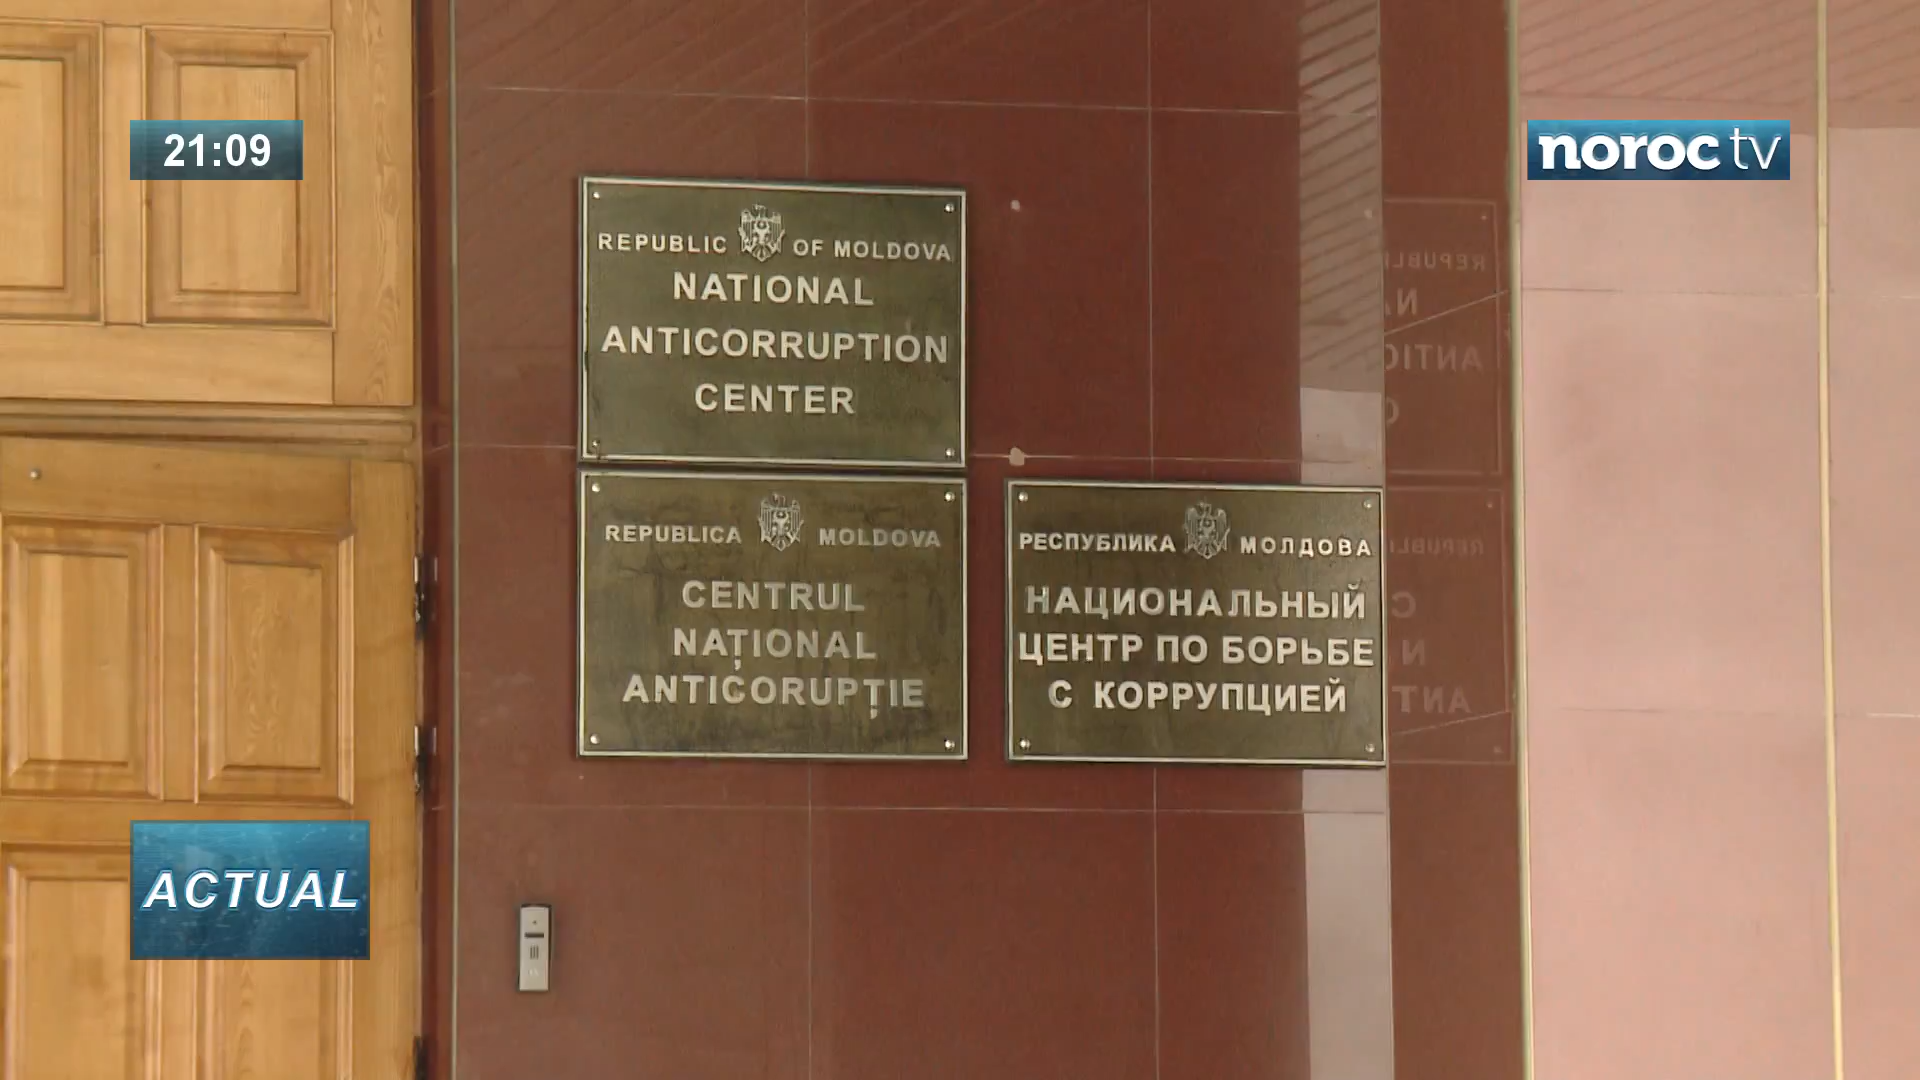 21:09
noroc tv
REPUBLIC OF MOLDOVA
NATIONAL
ANTICORRUPTION
CENTER
REPUBLICA MOLDOVA
CENTRUL
NAȚIONAL
ANTICORUPȚIE
РЕСПУБЛИКА МОЛДОВА
НАЦИОНАЛЬНЫЙ
ЦЕНТР ПО БОРЬБЕ
С КОРРУПЦИЕЙ
ACTUAL